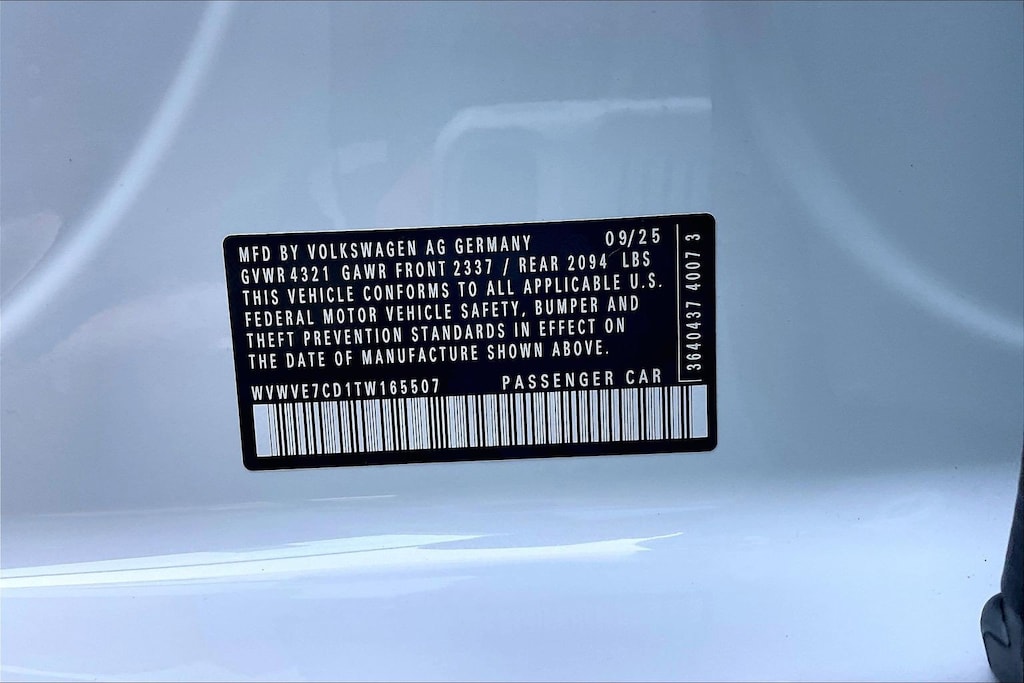 MFD BY VOLKSWAGEN AG GERMANY 09/25
GVWR 4321 GAWR FRONT 2337 / REAR 2094 LBS
THIS VEHICLE CONFORMS TO ALL APPLICABLE U.S.
FEDERAL MOTOR VEHICLE SAFETY, BUMPER AND
THEFT PREVENTION STANDARDS IN EFFECT ON
THE DATE OF MANUFACTURE SHOWN ABOVE.
WVWVE7CD1TW165507 PASSENGER CAR
3640437 4007 3